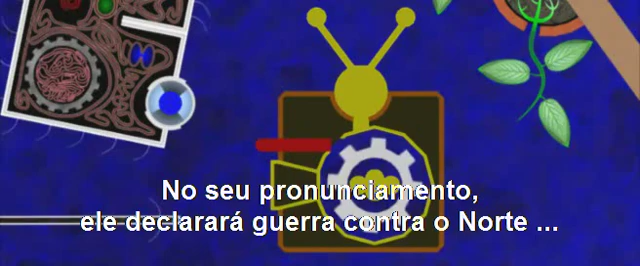 No seu pronunciamento,
ele declarará guerra contra o Norte ...